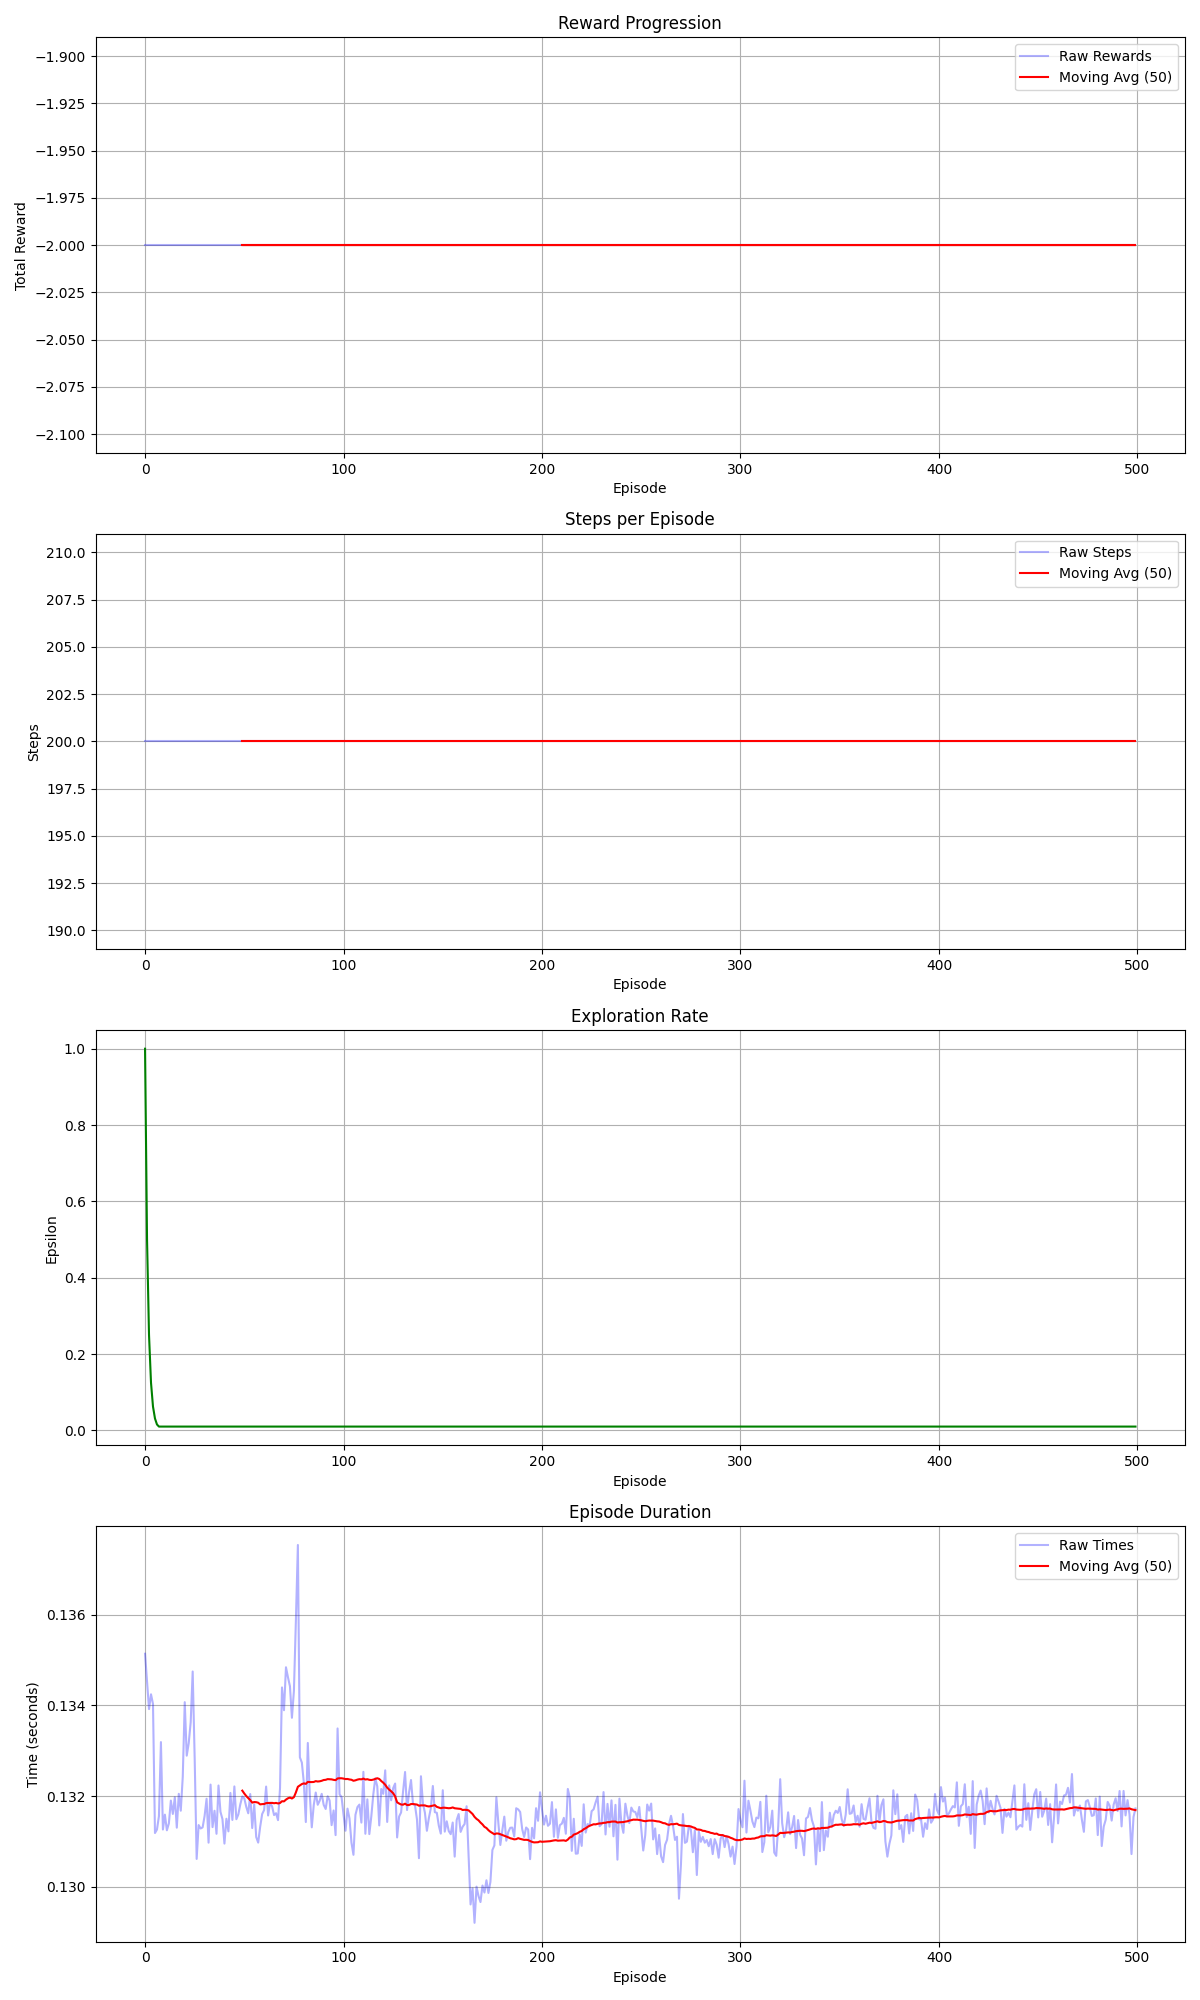 Reward Progression
−1.900
−1.925
−1.950
−1.975
−2.000
−2.025
−2.050
−2.075
−2.100
Total Reward
Raw Rewards
Moving Avg (50)
0 100 200 300 400 500
Episode
Steps per Episode
210.0
207.5
205.0
202.5
200.0
197.5
195.0
192.5
190.0
Steps
Raw Steps
Moving Avg (50)
0 100 200 300 400 500
Episode
Exploration Rate
1.0
0.8
0.6
0.4
0.2
0.0
Epsilon
0 100 200 300 400 500
Episode
Episode Duration
0.136
0.134
0.132
0.130
Time (seconds)
Raw Times
Moving Avg (50)
0 100 200 300 400 500
Episode